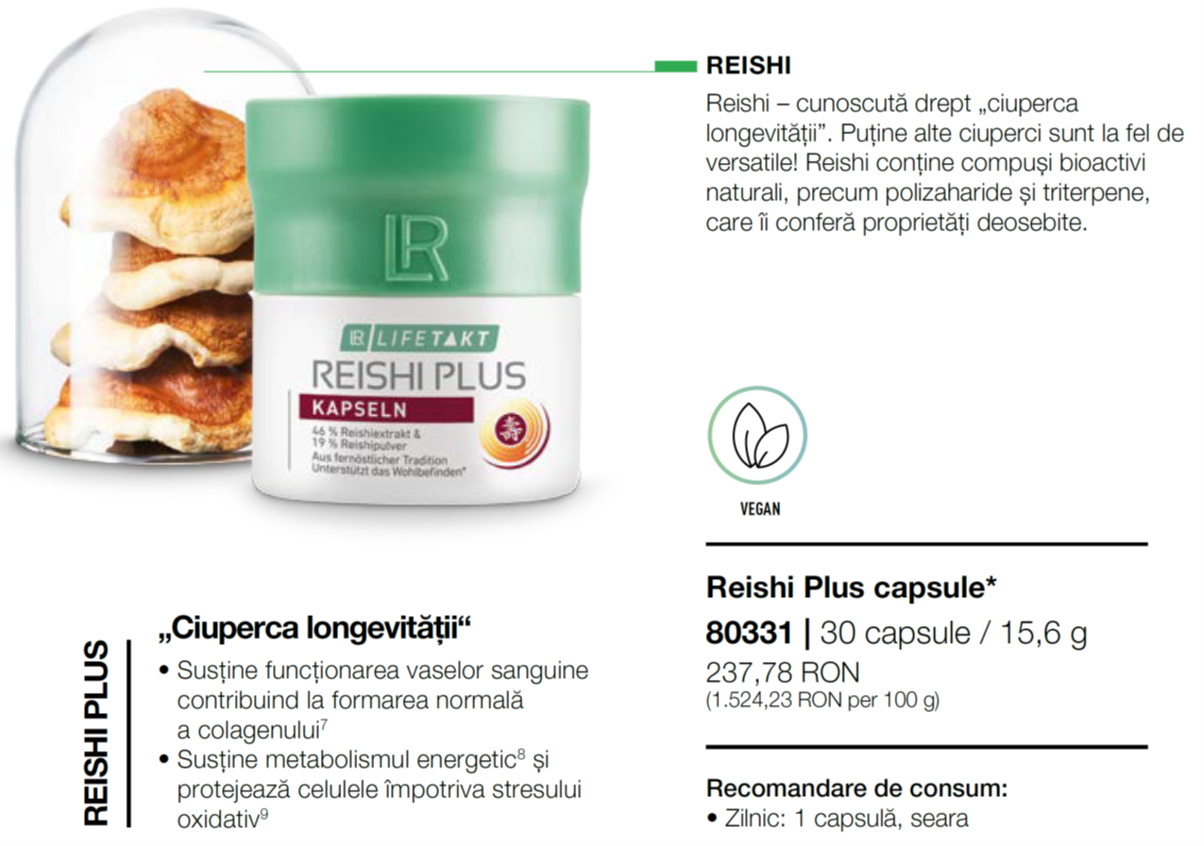 REISHI
Reishi – cunoscută drept „ciuperca
longevității”. Puține alte ciuperci sunt la fel de
versatile! Reishi conține compuși bioactivi
naturali, precum polizaharide și triterpene,
care îi conferă proprietăți deosebite.
LR
LR LIFETAKT
REISHI PLUS
KAPSELN
46 % Reishiextrakt &
19 % Reishipulver
Aus fernöstlicher Tradition
Unterstützt das Wohlbefinden*
VEGAN
Reishi Plus capsule*
80331 | 30 capsule / 15,6 g
237,78 RON
(1.524,23 RON per 100 g)
Recomandare de consum:
• Zilnic: 1 capsulă, seara
REISHI PLUS
„Ciuperca longevității“
• Susține funcționarea vaselor sanguine
contribuind la formarea normală
a colagenului⁷
• Susține metabolismul energetic⁸ și
protejează celulele împotriva stresului
oxidativ⁹